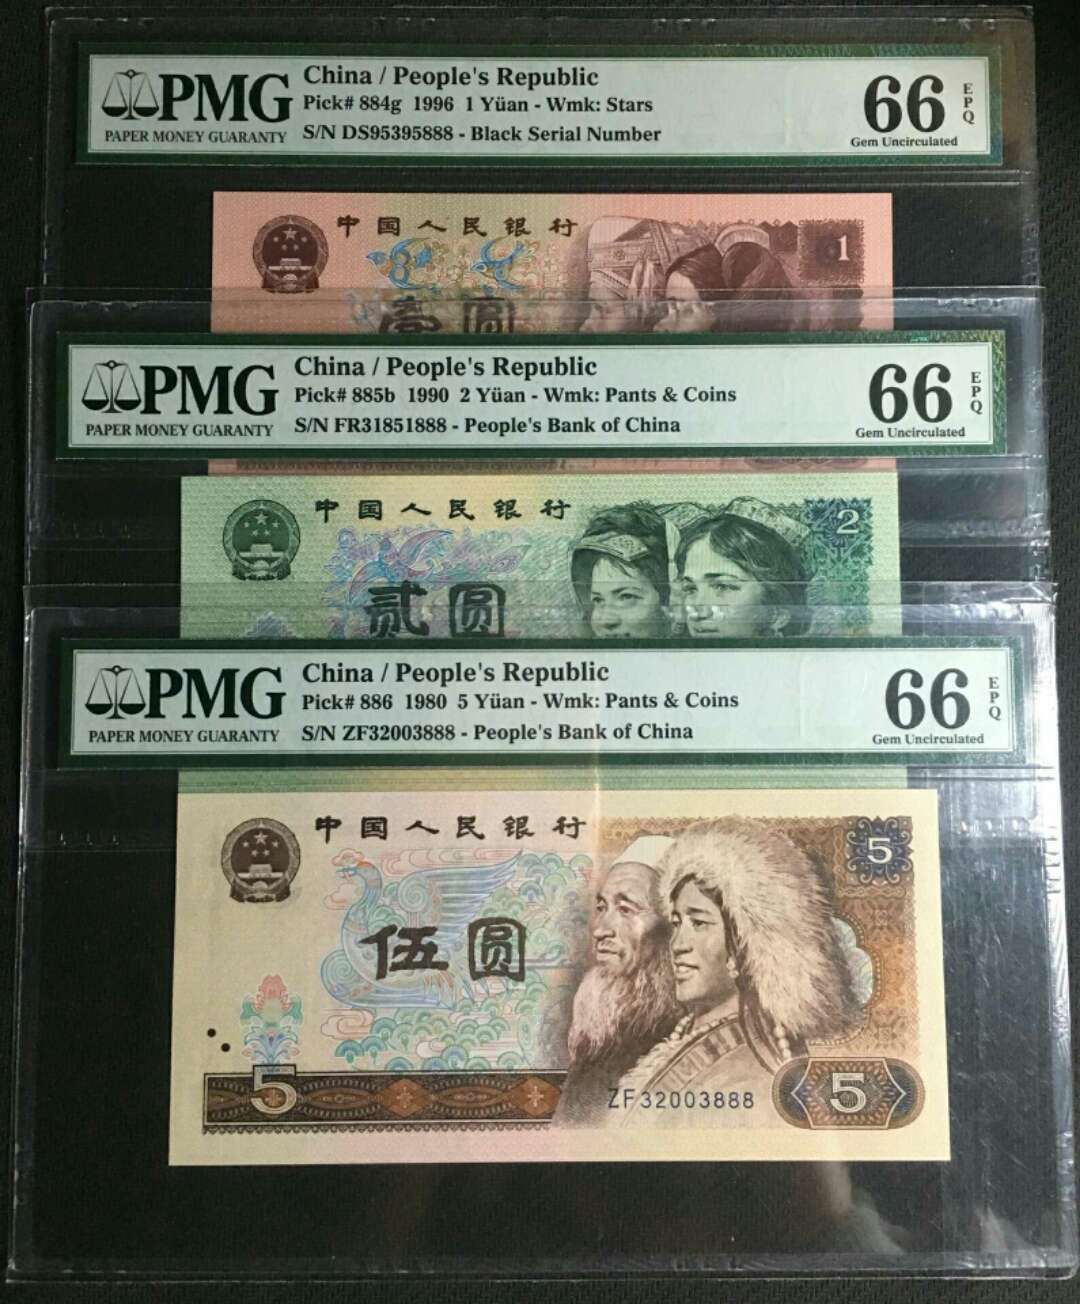 PMG
PAPER MONEY GUARANTY
China / People's Republic
Pick# 884g 1996 1 Yüan - Wmk: Stars
S/N DS95395888 - Black Serial Number
66
EPQ
Gem Uncirculated
中国人民银行
1
壹圆
PMG
PAPER MONEY GUARANTY
China / People's Republic
Pick# 885b 1990 2 Yüan - Wmk: Pants & Coins
S/N FR31851888 - People's Bank of China
66
EPQ
Gem Uncirculated
中国人民银行
2
贰圆
PMG
PAPER MONEY GUARANTY
China / People's Republic
Pick# 886 1980 5 Yüan - Wmk: Pants & Coins
S/N ZF32003888 - People's Bank of China
66
EPQ
Gem Uncirculated
中国人民银行
5
伍圆
5
ZF32003888
5